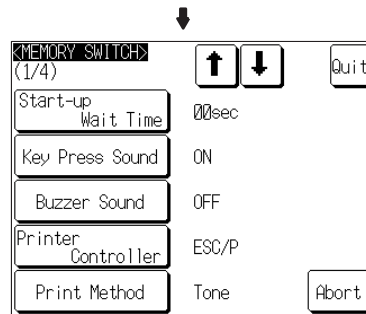 <MEMORY SWITCH>
(1/4)
Quit
Start-up
Wait Time
00sec
Key Press Sound
ON
Buzzer Sound
OFF
Printer
Controller
ESC/P
Print Method
Tone
Abort